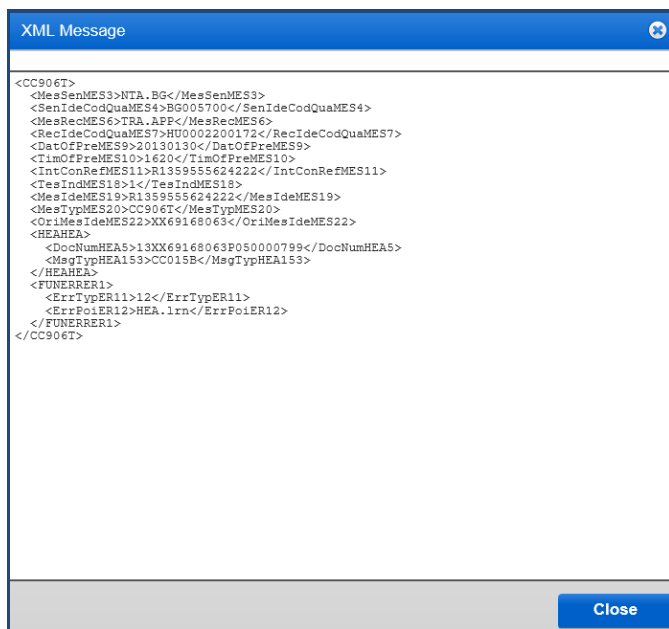 XML Message
<CC906T>
<MesSenMES3>NTA.BG</MesSenMES3>
<SenIdeCodQuaMES4>BG005700</SenIdeCodQuaMES4>
<MesRecMES6>TRA.APP</MesRecMES6>
<RecIdeCodQuaMES7>HU0002200172</RecIdeCodQuaMES7>
<DatOfPreMES9>20130130</DatOfPreMES9>
<TimOfPreMES10>1620</TimOfPreMES10>
<IntConRefMES11>R1359555624222</IntConRefMES11>
<TesIndMES18>1</TesIndMES18>
<MesIdeMES19>R1359555624222</MesIdeMES19>
<MesTypMES20>CC906T</MesTypMES20>
<OriMesIdeMES22>XX69168063</OriMesIdeMES22>
<HEAHEA>
<DocNumHEA5>13XX69168063P050000799</DocNumHEA5>
<MsgTypHEA153>CC015B</MsgTypHEA153>
</HEAHEA>
<FUNERRER1>
<ErrTypER11>12</ErrTypER11>
<ErrPoiER12>HEA.lrn</ErrPoiER12>
</FUNERRER1>
</CC906T>
Close